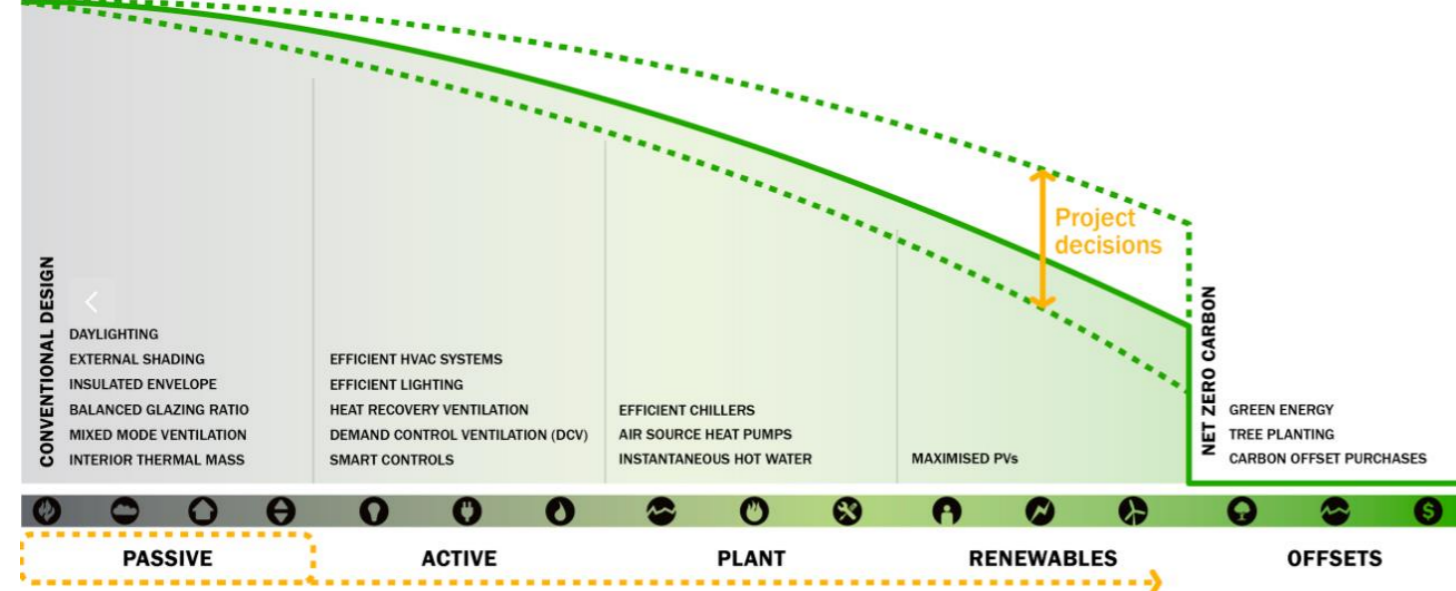 Project
decisions
CONVENTIONAL DESIGN
DAYLIGHTING
EXTERNAL SHADING
INSULATED ENVELOPE
BALANCED GLAZING RATIO
MIXED MODE VENTILATION
INTERIOR THERMAL MASS
EFFICIENT HVAC SYSTEMS
EFFICIENT LIGHTING
HEAT RECOVERY VENTILATION
DEMAND CONTROL VENTILATION (DCV)
SMART CONTROLS
EFFICIENT CHILLERS
AIR SOURCE HEAT PUMPS
INSTANTANEOUS HOT WATER
MAXIMISED PVs
NET ZERO CARBON
GREEN ENERGY
TREE PLANTING
CARBON OFFSET PURCHASES
$
PASSIVE
ACTIVE
PLANT
RENEWABLES
OFFSETS